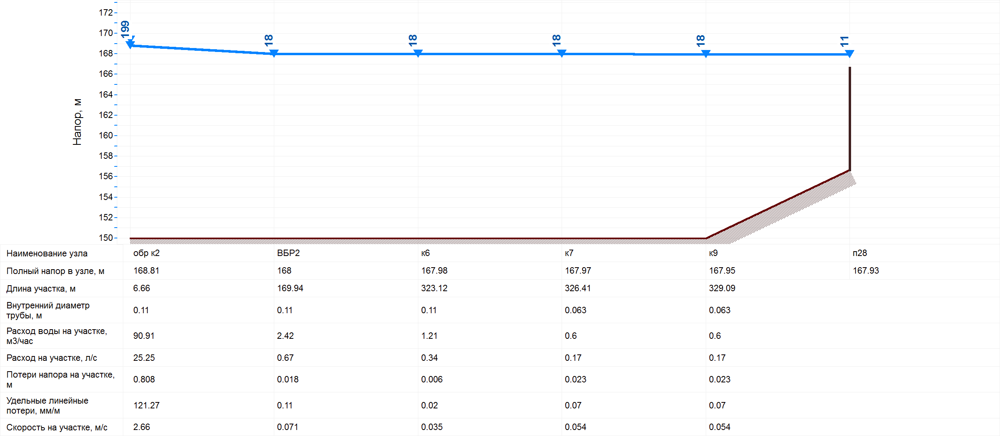 172
170
168
166
164
162
160
158
156
154
152
150
Напор, м
199
18
18
18
18
11
Наименование узла обр к2 ВБР2 к6 к7 к9 п28
Полный напор в узле, м 168.81 168 167.98 167.97 167.95 167.93
Длина участка, м 6.66 169.94 323.12 326.41 329.09
Внутренний диаметр
трубы, м 0.11 0.11 0.11 0.063 0.063
Расход воды на участке,
м3/час 90.91 2.42 1.21 0.6 0.6
Расход на участке, л/с 25.25 0.67 0.34 0.17 0.17
Потери напора на участке,
м 0.808 0.018 0.006 0.023 0.023
Удельные линейные
потери, мм/м 121.27 0.11 0.02 0.07 0.07
Скорость на участке, м/с 2.66 0.071 0.035 0.054 0.054